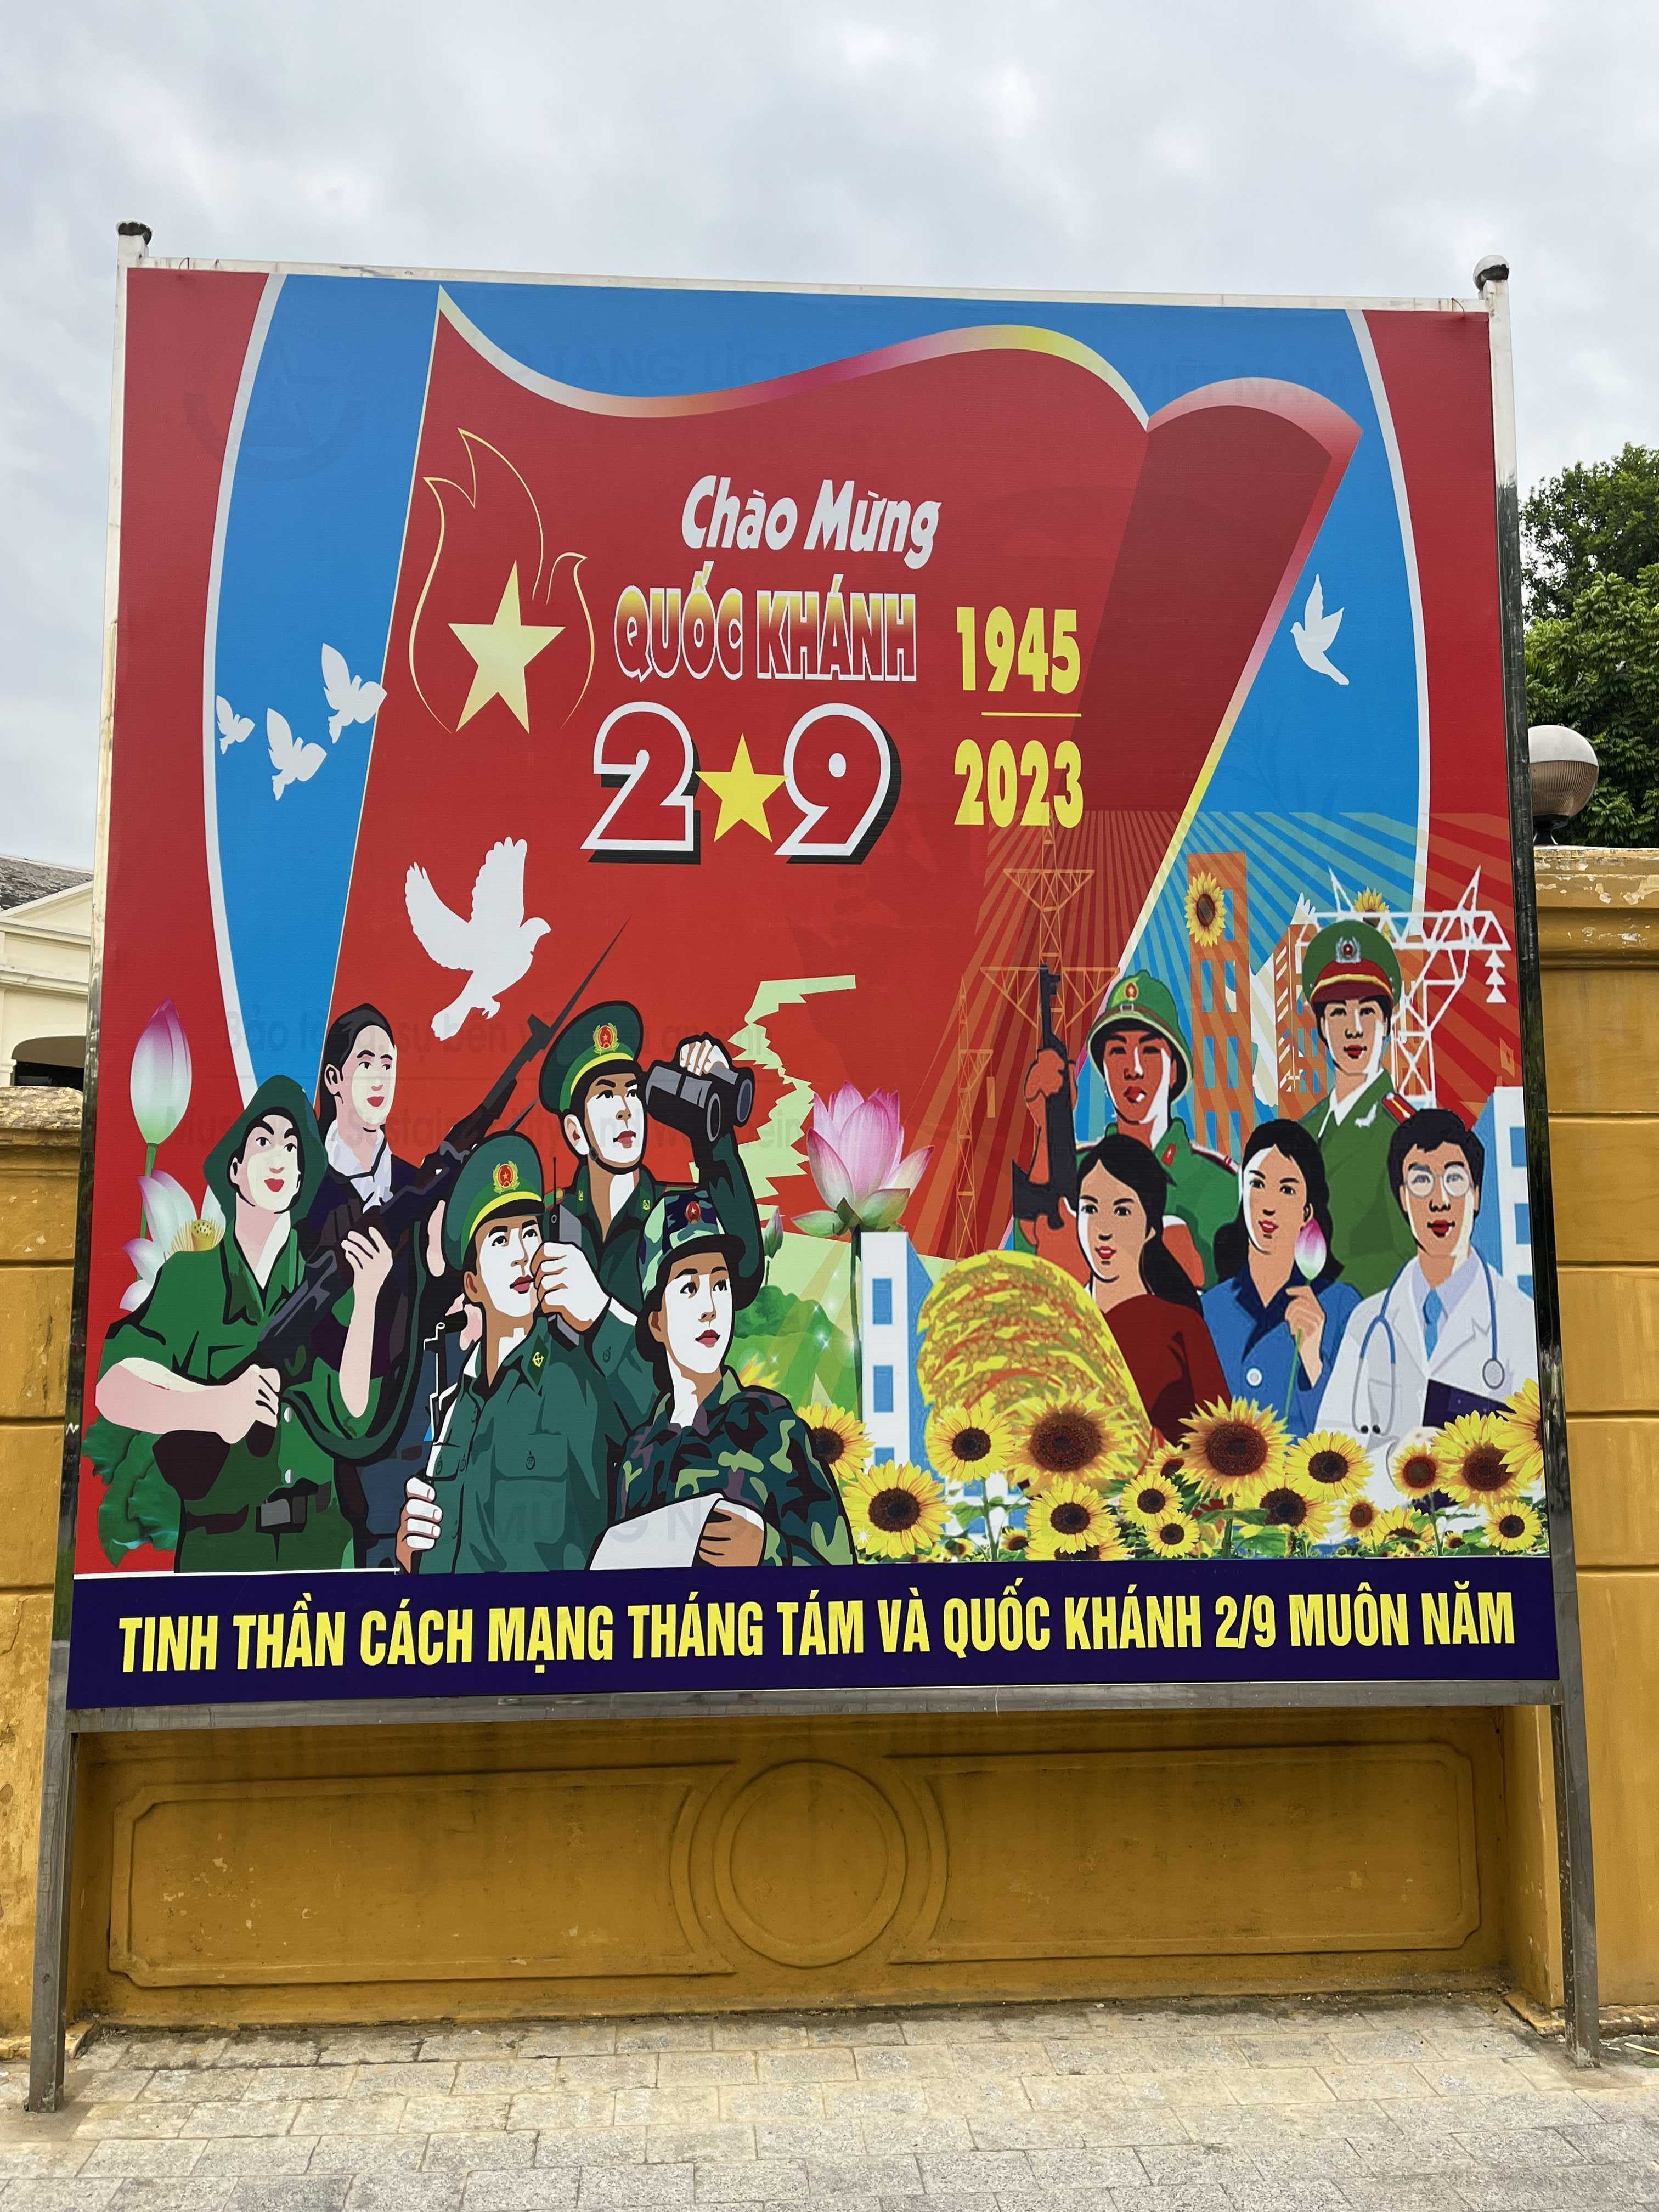 Chào Mừng
QUỐC KHÁNH
2 9
1945
2023
TINH THẦN CÁCH MẠNG THÁNG TÁM VÀ QUỐC KHÁNH 2/9 MUÔN NĂM